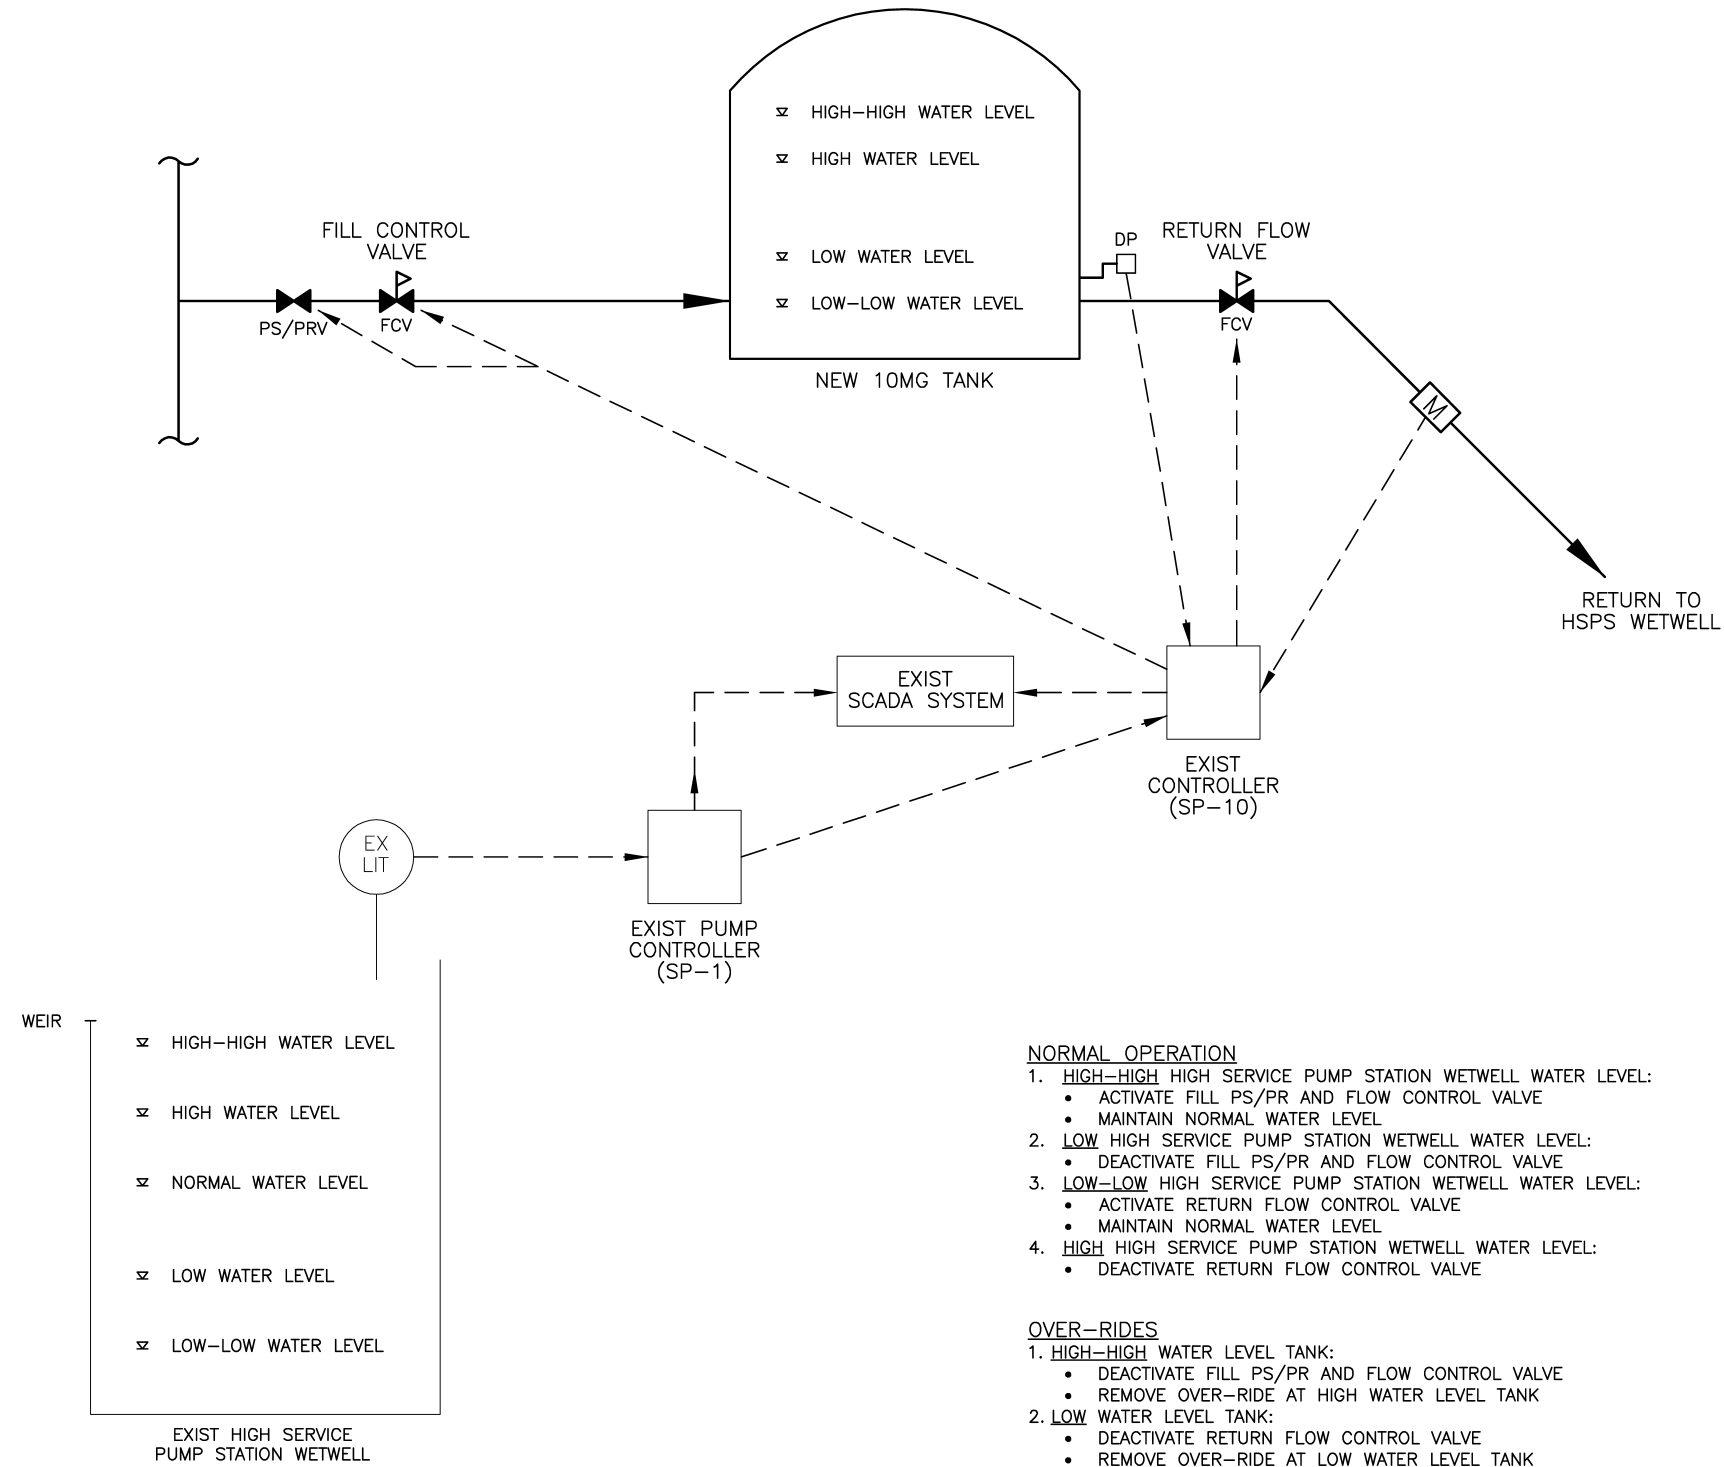 HIGH-HIGH WATER LEVEL
HIGH WATER LEVEL
LOW WATER LEVEL
LOW-LOW WATER LEVEL
NEW 10MG TANK
FILL CONTROL
VALVE
PS/PRV
FCV
DP
RETURN FLOW
VALVE
FCV
M
RETURN TO
HSPS WETWELL
EXIST
SCADA SYSTEM
EXIST
CONTROLLER
(SP-10)
EX
LIT
EXIST PUMP
CONTROLLER
(SP-1)
WEIR
HIGH-HIGH WATER LEVEL
HIGH WATER LEVEL
NORMAL WATER LEVEL
LOW WATER LEVEL
LOW-LOW WATER LEVEL
EXIST HIGH SERVICE
PUMP STATION WETWELL
NORMAL OPERATION
1. HIGH-HIGH HIGH SERVICE PUMP STATION WETWELL WATER LEVEL:
• ACTIVATE FILL PS/PR AND FLOW CONTROL VALVE
• MAINTAIN NORMAL WATER LEVEL
2. LOW HIGH SERVICE PUMP STATION WETWELL WATER LEVEL:
• DEACTIVATE FILL PS/PR AND FLOW CONTROL VALVE
3. LOW-LOW HIGH SERVICE PUMP STATION WETWELL WATER LEVEL:
• ACTIVATE RETURN FLOW CONTROL VALVE
• MAINTAIN NORMAL WATER LEVEL
4. HIGH HIGH SERVICE PUMP STATION WETWELL WATER LEVEL:
• DEACTIVATE RETURN FLOW CONTROL VALVE
OVER-RIDES
1. HIGH-HIGH WATER LEVEL TANK:
• DEACTIVATE FILL PS/PR AND FLOW CONTROL VALVE
• REMOVE OVER-RIDE AT HIGH WATER LEVEL TANK
2. LOW WATER LEVEL TANK:
• DEACTIVATE RETURN FLOW CONTROL VALVE
• REMOVE OVER-RIDE AT LOW WATER LEVEL TANK